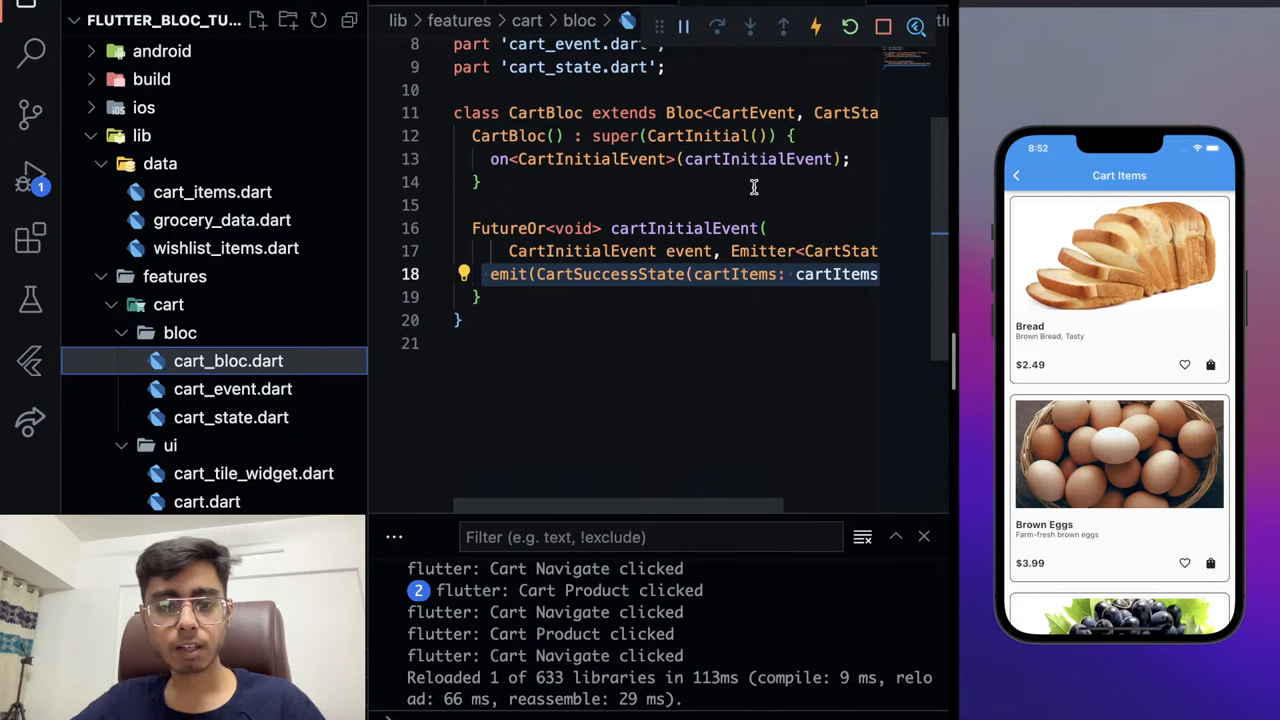 FLUTTER_BLOC_TU...
android
build
ios
lib
data
cart_items.dart
grocery_data.dart
wishlist_items.dart
features
cart
bloc
cart_bloc.dart
cart_event.dart
cart_state.dart
ui
cart_tile_widget.dart
cart.dart
1
lib > features > cart > bloc >
8 part 'cart_event.dart';
9 part 'cart_state.dart';
10
11 class CartBloc extends Bloc<CartEvent, CartSta
12 CartBloc() : super(CartInitial()) {
13 on<CartInitialEvent>(cartInitialEvent);
14 }
15
16 FutureOr<void> cartInitialEvent(
17 CartInitialEvent event, Emitter<CartStat
18 emit(CartSuccessState(cartItems: cartItems
19 }
20 }
21
Filter (e.g. text, !exclude)
flutter: Cart Navigate clicked
2 flutter: Cart Product clicked
flutter: Cart Navigate clicked
flutter: Cart Product clicked
flutter: Cart Navigate clicked
Reloaded 1 of 633 libraries in 113ms (compile: 9 ms, relo
ad: 66 ms, reassemble: 29 ms).
8:52
Cart Items
Bread
Brown Bread, Tasty
$2.49
Brown Eggs
Farm-fresh brown eggs
$3.99